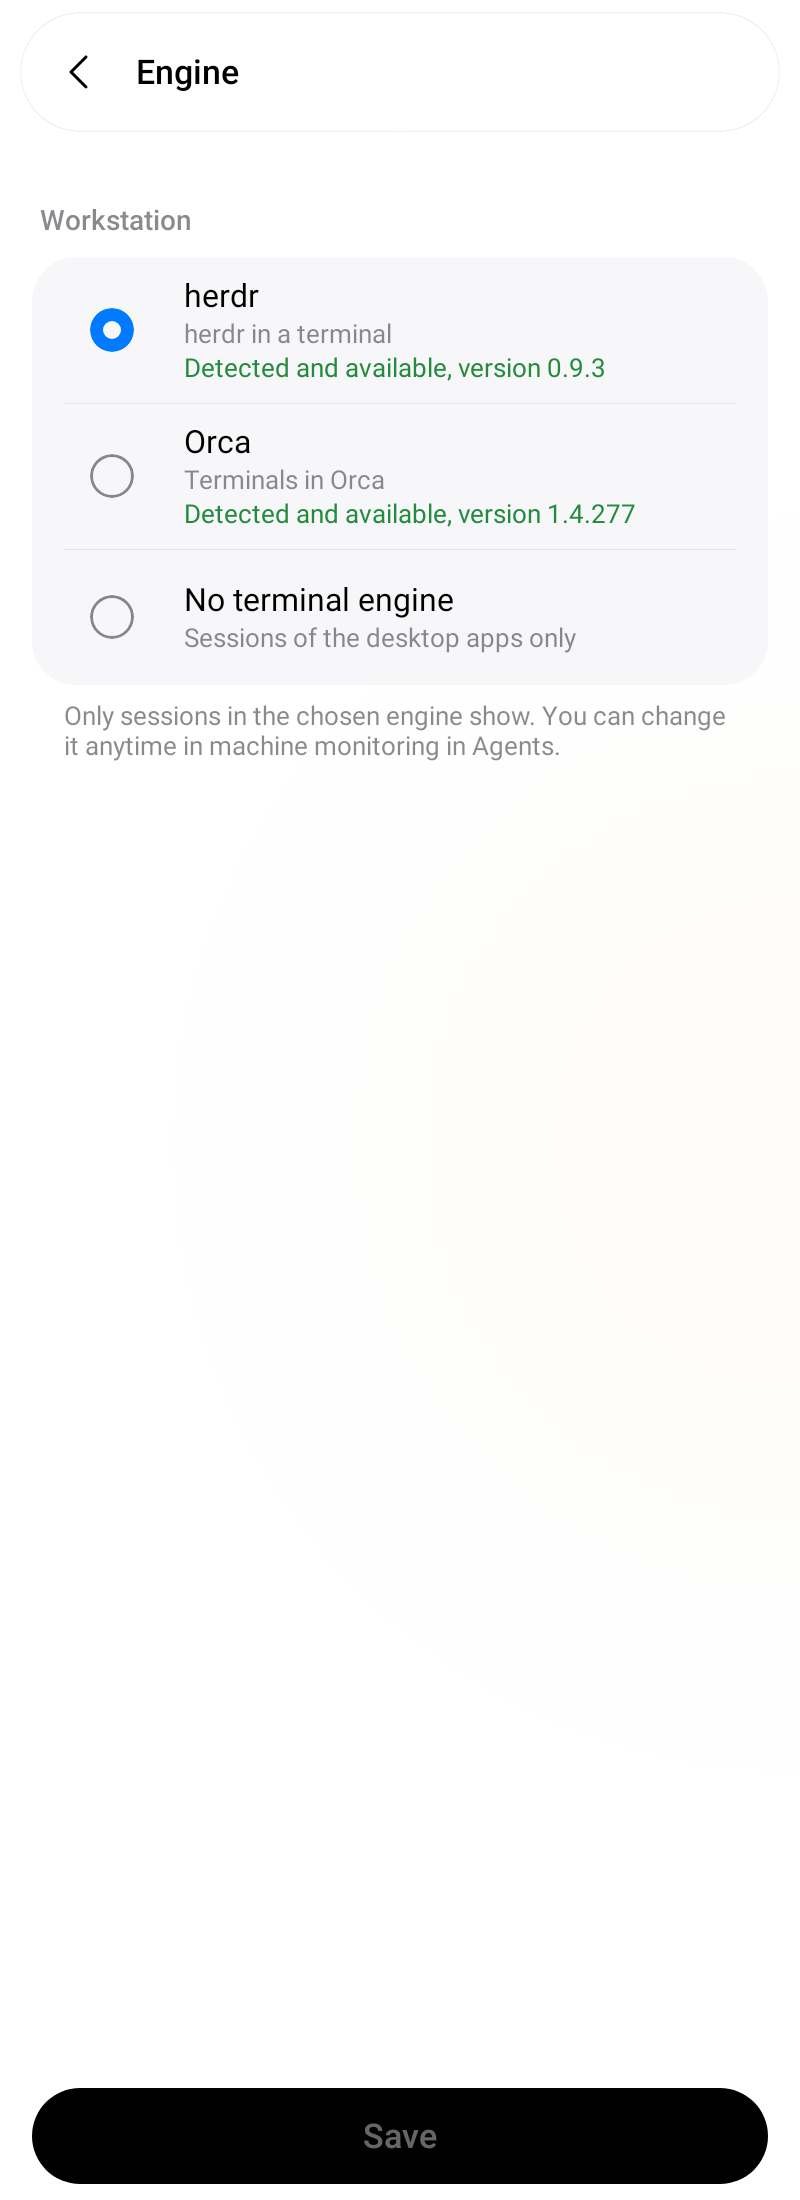 Engine
Workstation
herdr
herdr in a terminal
Detected and available, version 0.9.3
Orca
Terminals in Orca
Detected and available, version 1.4.277
No terminal engine
Sessions of the desktop apps only
Only sessions in the chosen engine show. You can change
it anytime in machine monitoring in Agents.
Save